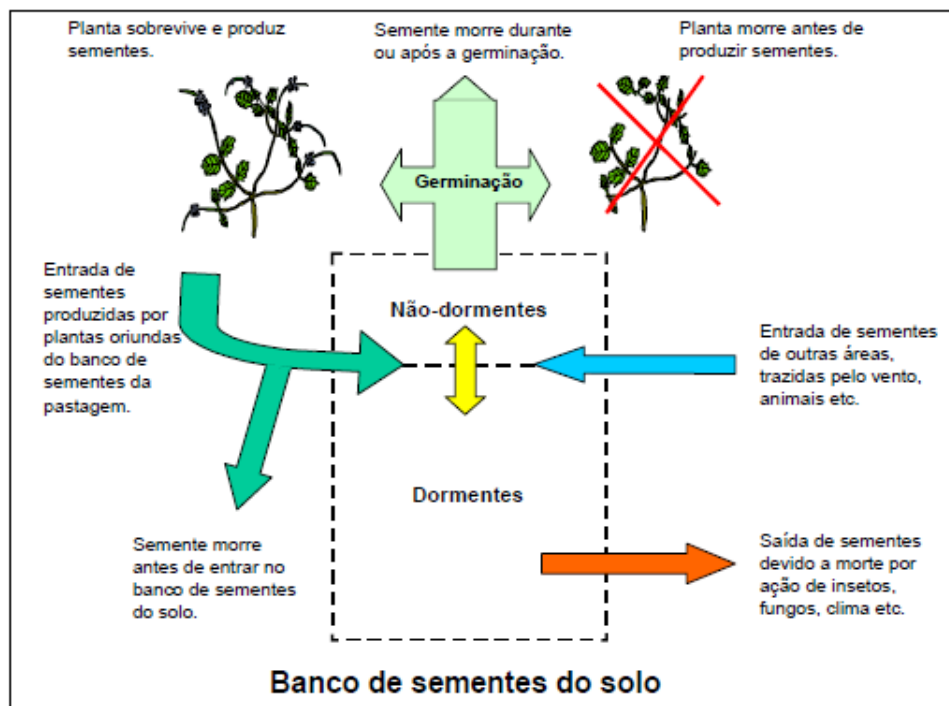 Planta sobrevive e produz
sementes.
Semente morre durante
ou após a germinação.
Planta morre antes de
produzir sementes.
Germinação
Entrada de
sementes
produzidas por
plantas oriundas
do banco de
sementes da
pastagem.
Não-dormentes
Entrada de sementes
de outras áreas,
trazidas pelo vento,
animais etc.
Dormentes
Semente morre
antes de entrar no
banco de sementes
do solo.
Saída de sementes
devido a morte por
ação de insetos,
fungos, clima etc.
Banco de sementes do solo